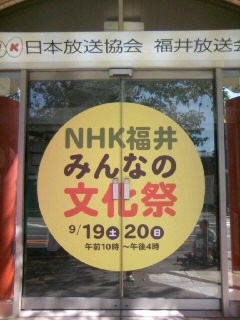 NHK 日本放送協会 福井放送会
NHK福井
みんなの
文化祭
9/19土 20日
午前10時~午後4時